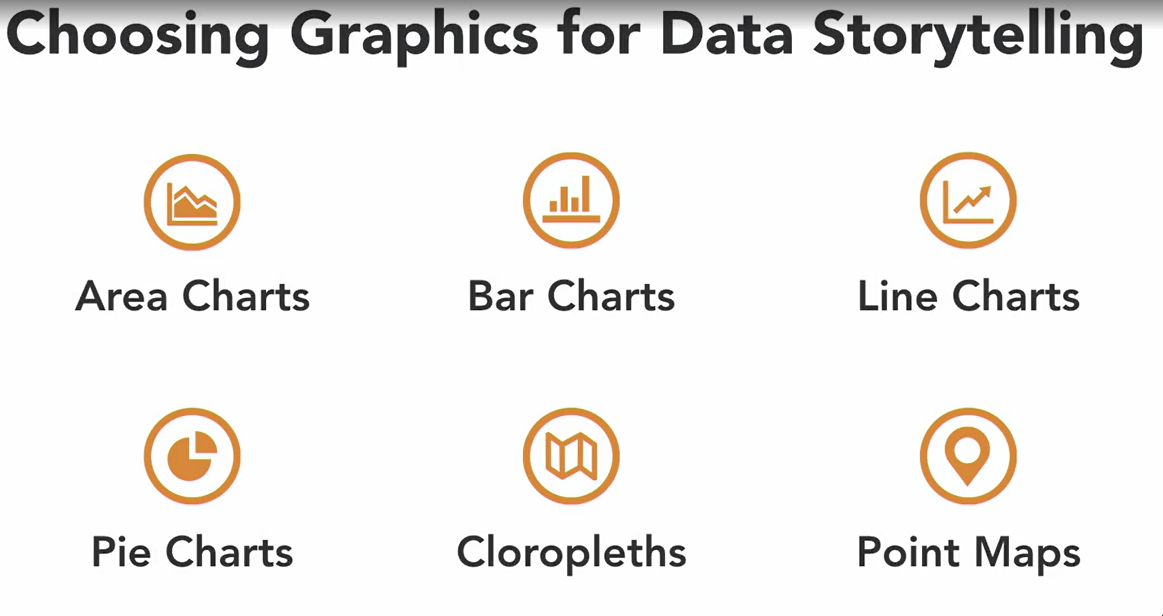 Choosing Graphics for Data Storytelling
Area Charts
Bar Charts
Line Charts
Pie Charts
Cloropleths
Point Maps